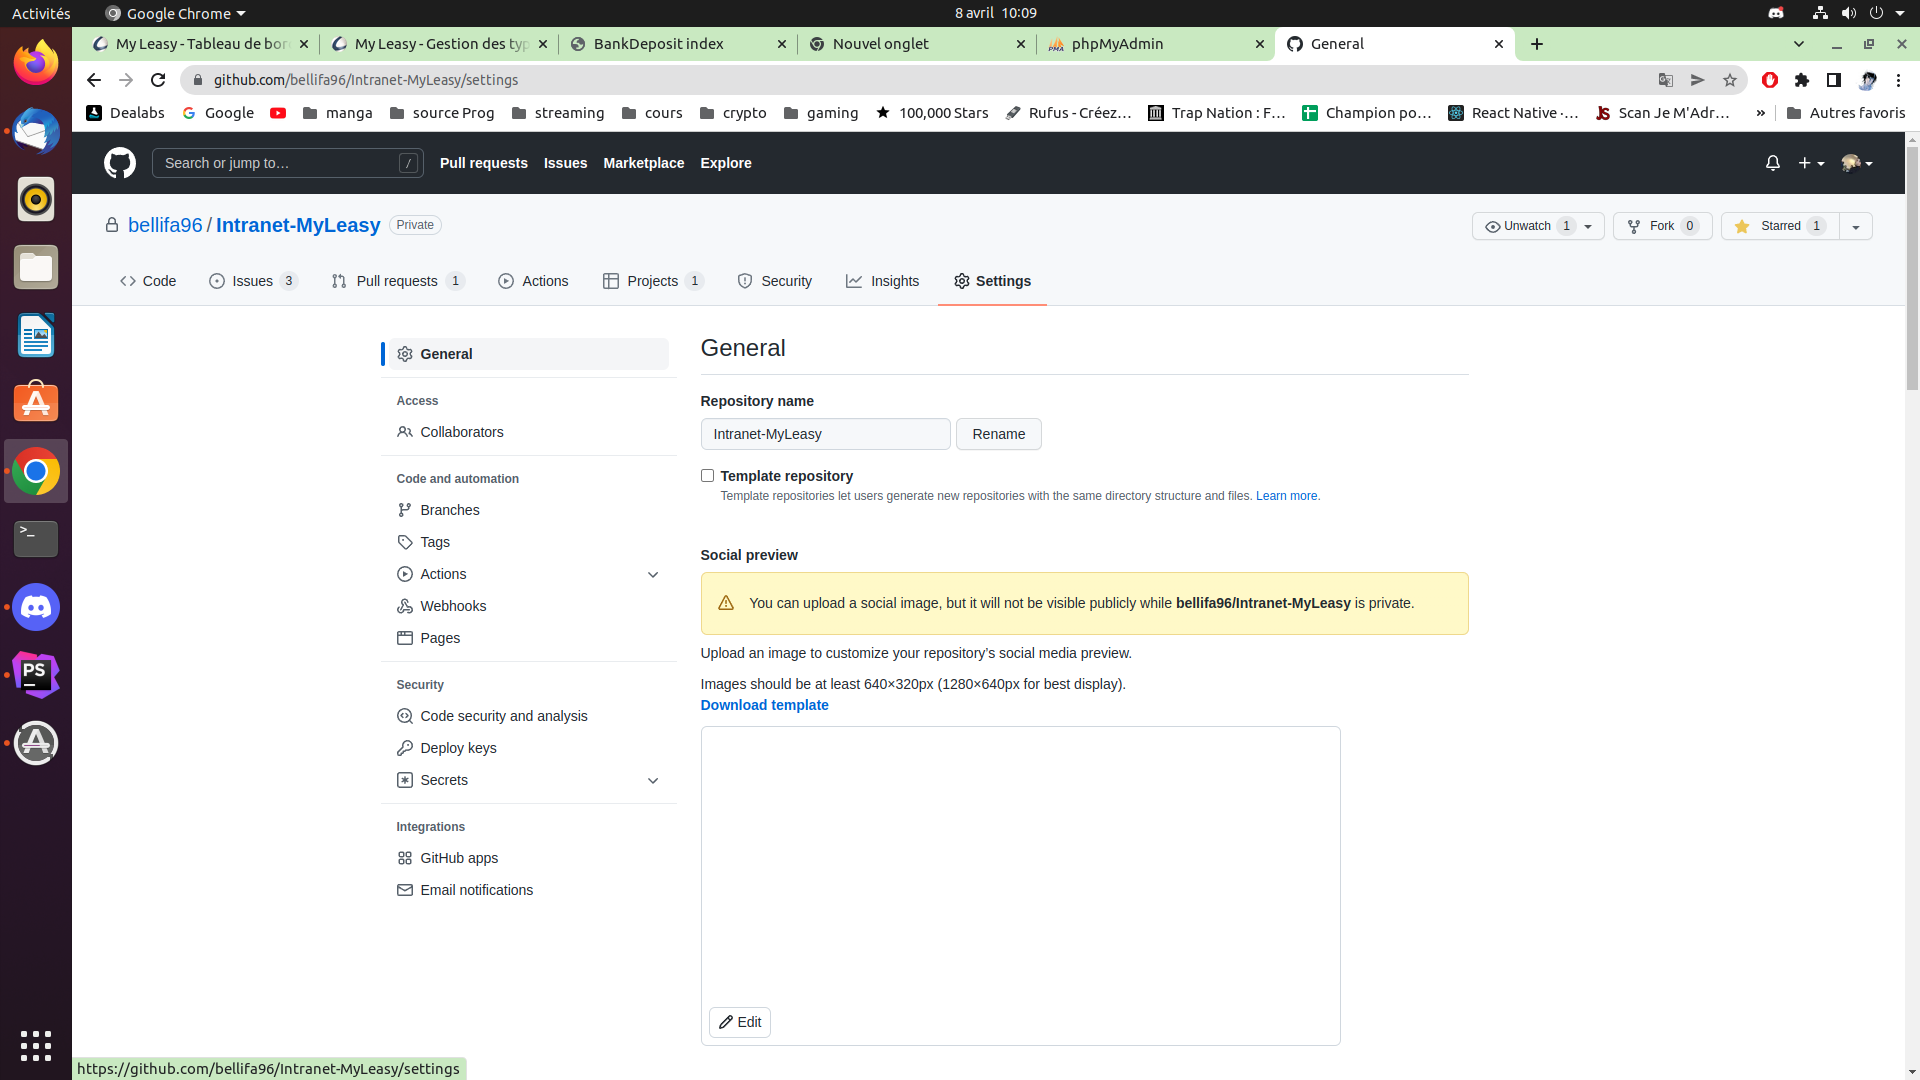 Activités
Google Chrome
8 avril 10:09
My Leasy - Tableau de bor
My Leasy - Gestion des typ
BankDeposit index
Nouvel onglet
phpMyAdmin
General
github.com/bellifa96/Intranet-MyLeasy/settings
Dealabs
Google
manga
source Prog
streaming
cours
crypto
gaming
100,000 Stars
Rufus - Créez...
Trap Nation : F...
Champion po...
React Native ·...
Scan Je M'Adr...
»
Autres favoris
Search or jump to…
/
Pull requests
Issues
Marketplace
Explore
bellifa96 / Intranet-MyLeasy
Private
Unwatch 1
Fork 0
Starred 1
Code
Issues 3
Pull requests 1
Actions
Projects 1
Security
Insights
Settings
General
Access
Collaborators
Code and automation
Branches
Tags
Actions
Webhooks
Pages
Security
Code security and analysis
Deploy keys
Secrets
Integrations
GitHub apps
Email notifications
General
Repository name
Intranet-MyLeasy
Rename
Template repository
Template repositories let users generate new repositories with the same directory structure and files. Learn more.
Social preview
You can upload a social image, but it will not be visible publicly while bellifa96/Intranet-MyLeasy is private.
Upload an image to customize your repository’s social media preview.
Images should be at least 640×320px (1280×640px for best display).
Download template
Edit
https://github.com/bellifa96/Intranet-MyLeasy/settings